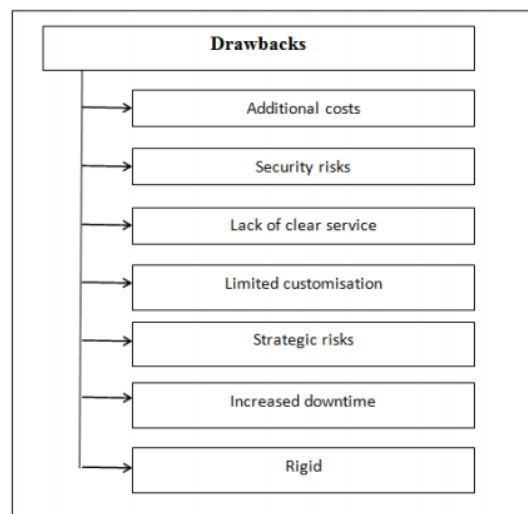 Drawbacks
Additional costs
Security risks
Lack of clear service
Limited customisation
Strategic risks
Increased downtime
Rigid